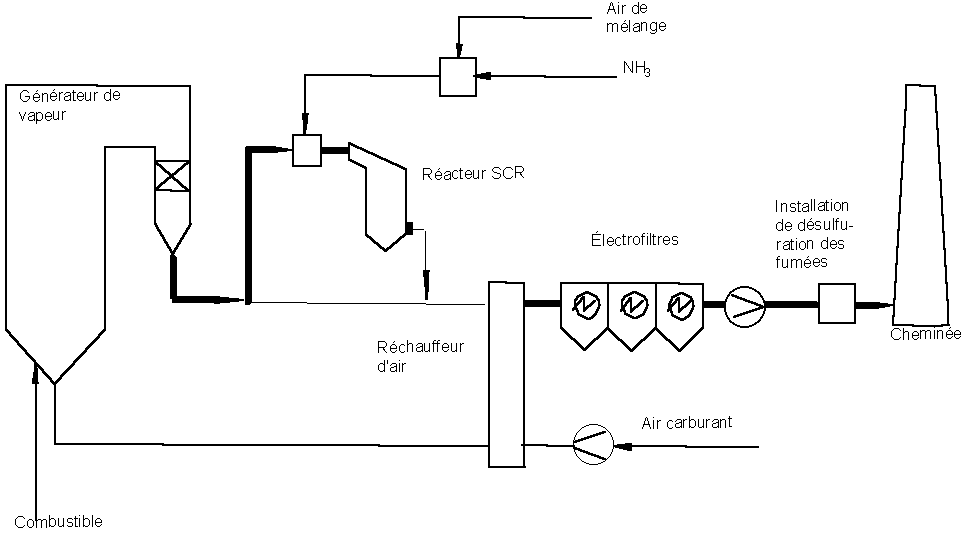 Air de
mélange
NH3
Générateur de
vapeur
Réacteur SCR
Installation
de désulfu-
ration des
fumées
Électrofiltres
Cheminée
Réchauffeur
d'air
Air carburant
Combustible